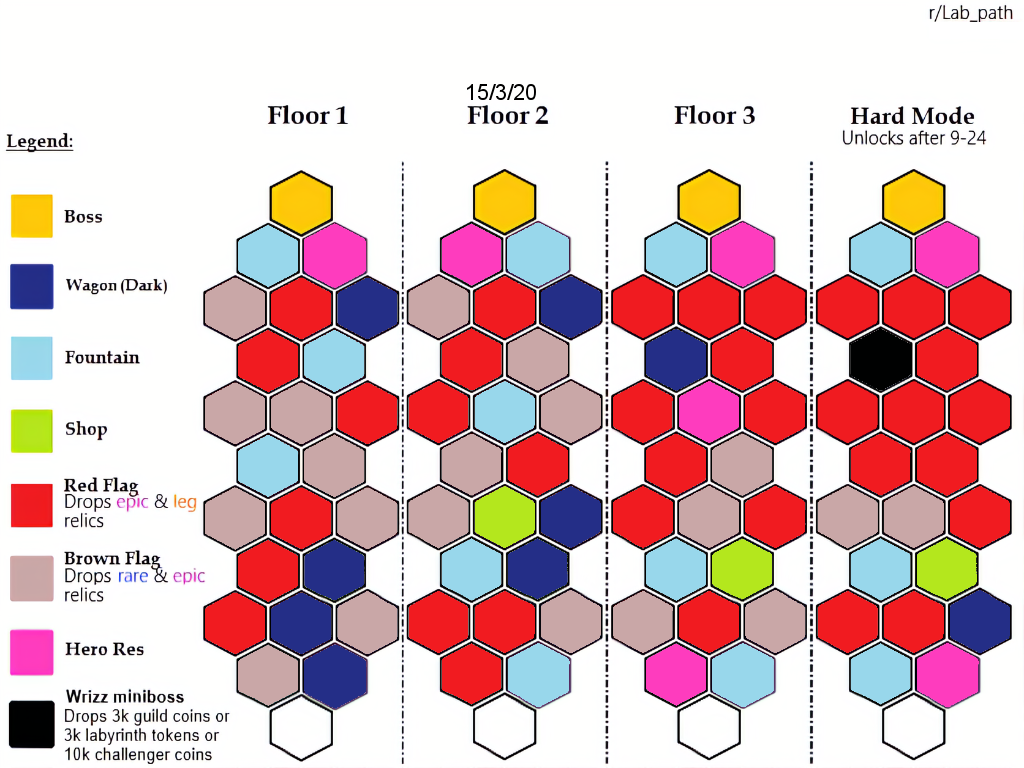 r/Lab_path
15/3/20
Floor 1
Floor 2
Floor 3
Hard Mode
Unlocks after 9-24
Legend:
Boss
Wagon (Dark)
Fountain
Shop
Red Flag
Drops epic & leg
relics
Brown Flag
Drops rare & epic
relics
Hero Res
Wrizz miniboss
Drops 3k guild coins or
3k labyrinth tokens or
10k challenger coins